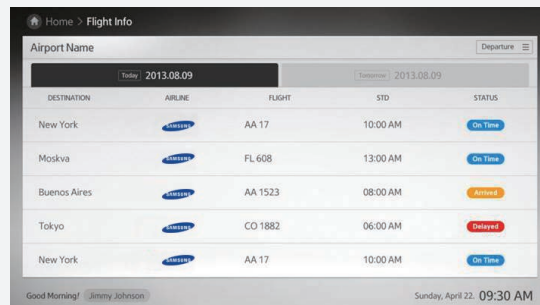 Home > Flight Info
Airport Name Departure
Today 2013.08.09 Tomorrow 2013.08.09
DESTINATION AIRLINE FLIGHT STD STATUS
New York SAMSUNG AA 17 10:00 AM On Time
Moskva SAMSUNG FL 608 13:00 AM On Time
Buenos Aires SAMSUNG AA 1523 08:00 AM Arrived
Tokyo SAMSUNG CO 1882 06:00 AM Delayed
New York SAMSUNG AA 17 10:00 AM On Time
Good Morning! Jimmy Johnson Sunday, April 22. 09:30 AM